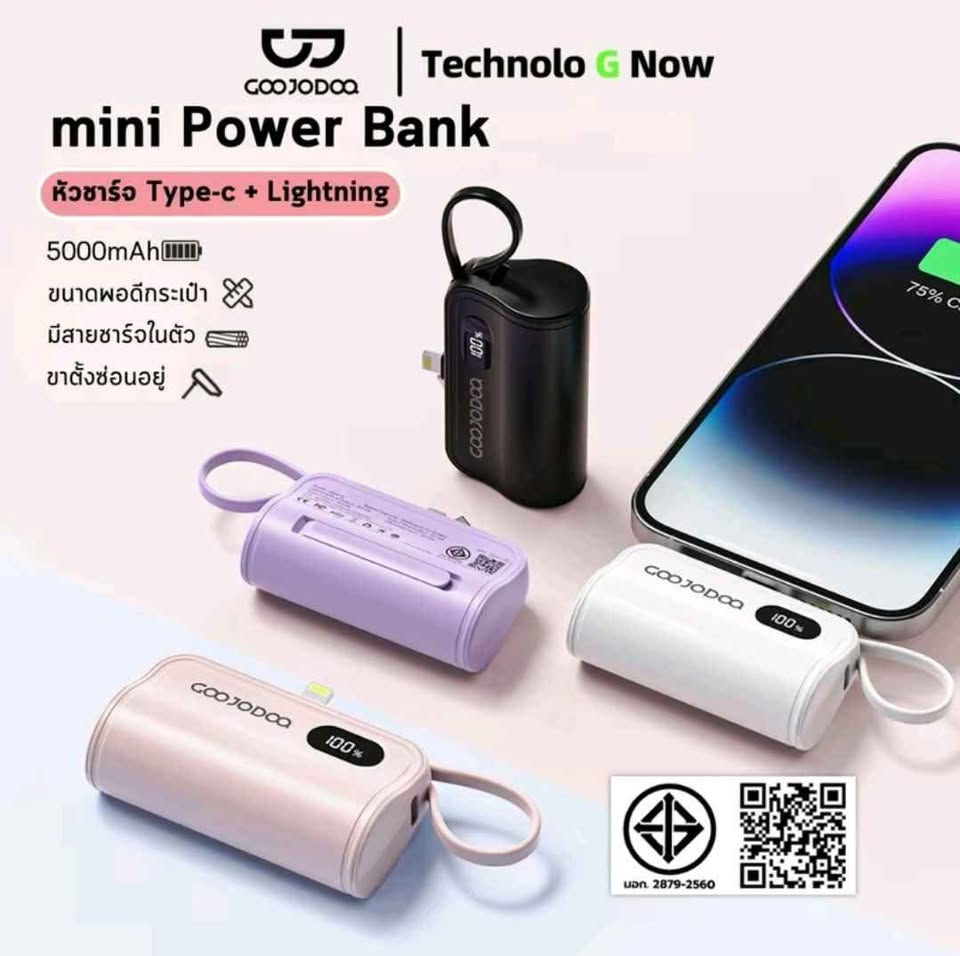 GOOJODOQ
Technolo G Now
mini Power Bank
หัวชาร์จ Type-c + Lightning
5000mAh
ขนาดพอดีกระเป๋า
มีสายชาร์จในตัว
ขาตั้งซ่อนอยู่
100%
GOOJODOQ
75%
GOOJODOQ
100%
GOOJODOQ
100%
มอก. 2879-2560